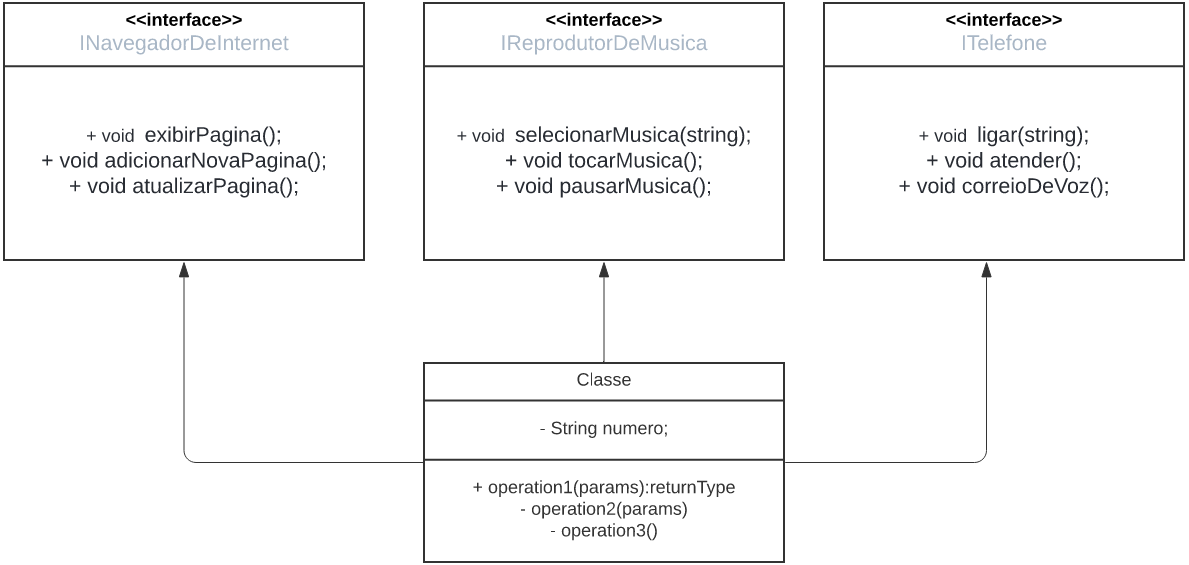 <<interface>>
INavegadorDeInternet
+ void exibirPagina();
+ void adicionarNovaPagina();
+ void atualizarPagina();
<<interface>>
IReprodutorDeMusica
+ void selecionarMusica(string);
+ void tocarMusica();
+ void pausarMusica();
<<interface>>
ITelefone
+ void ligar(string);
+ void atender();
+ void correioDeVoz();
Classe
- String numero;
+ operation1(params):returnType
- operation2(params)
- operation3()